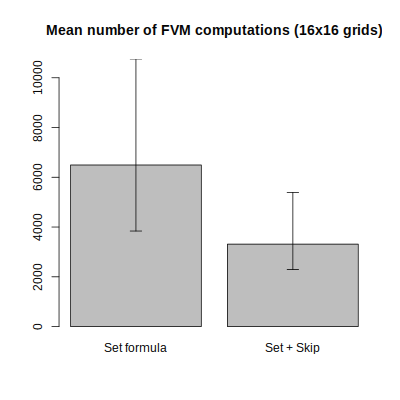 Mean number of FVM computations (16x16 grids)
10000
8000
6000
4000
2000
0
Set formula
Set + Skip